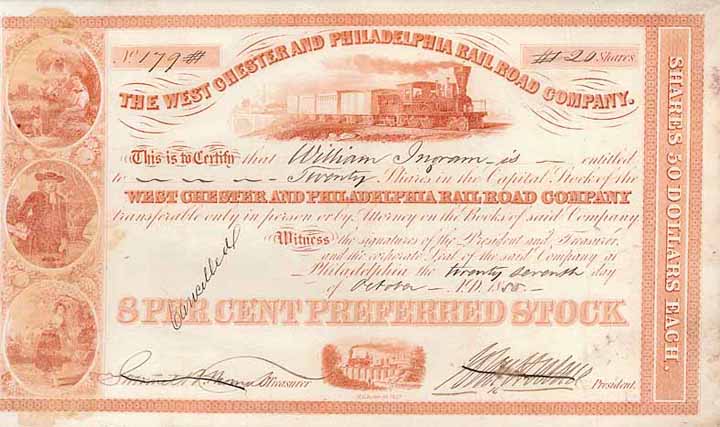 No 179 #
20 Shares
THE WEST CHESTER AND PHILADELPHIA RAIL ROAD COMPANY.
This is to Certify that William Ingram is entitled
to Twenty Shares in the Capital Stock of the
WEST CHESTER AND PHILADELPHIA RAIL ROAD COMPANY
transferable only in person or by Attorney on the Books of said Company
Witness the signatures of the President and Treasurer,
and the corporate Seal of the said Company at
Philadelphia the twenty seventh day
of October A.D. 1855
8 PER CENT PREFERRED STOCK
Treasurer
President.
Cancelled
SHARES 50 DOLLARS EACH.